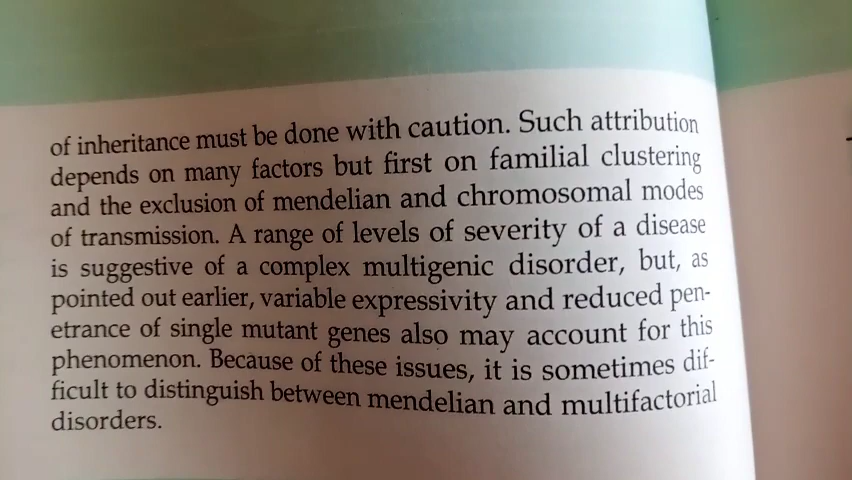 of inheritance must be done with caution. Such attribution
depends on many factors but first on familial clustering
and the exclusion of mendelian and chromosomal modes
of transmission. A range of levels of severity of a disease
is suggestive of a complex multigenic disorder, but, as
pointed out earlier, variable expressivity and reduced pen-
etrance of single mutant genes also may account for this
phenomenon. Because of these issues, it is sometimes dif-
ficult to distinguish between mendelian and multifactorial
disorders.